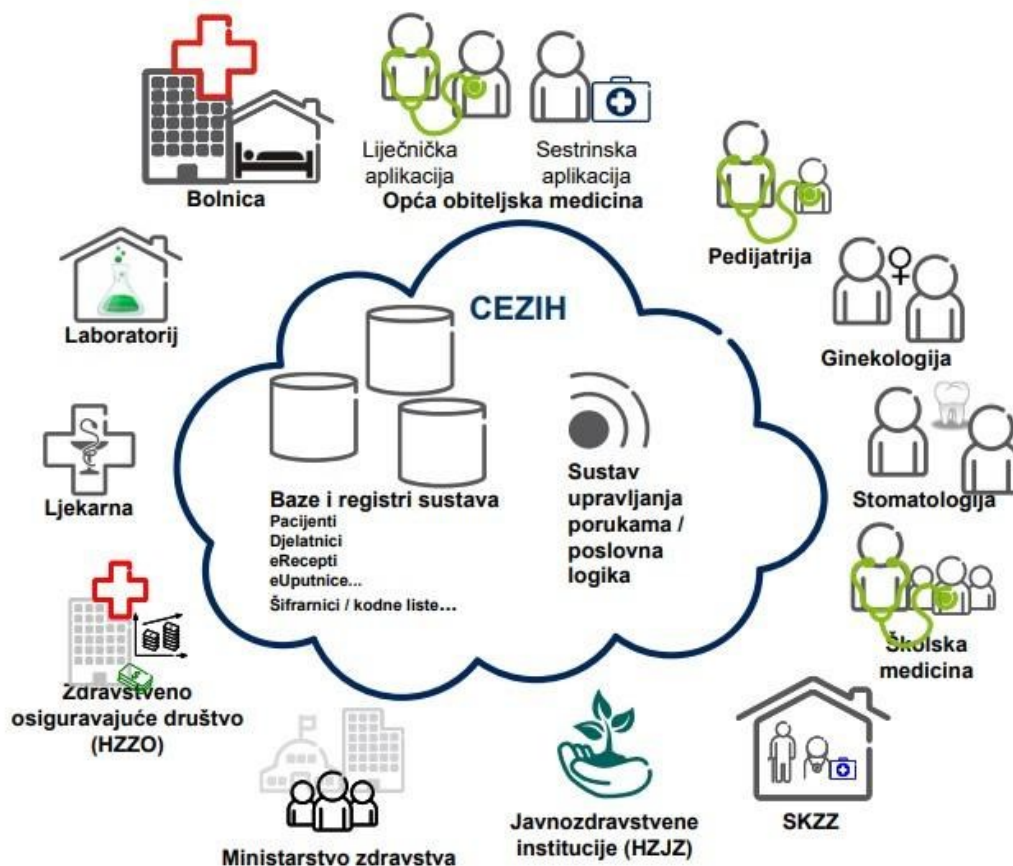 Bolnica
Liječnička
aplikacija
Sestrinska
aplikacija
Opća obiteljska medicina
Pedijatrija
Laboratorij
CEZIH
Ginekologija
Ljekarna
Baze i registri sustava
Pacijenti
Djelatnici
eRecepti
eUputnice...
Šifrarnici / kodne liste...
Sustav
upravljanja
porukama /
poslovna
logika
Stomatologija
Školska
medicina
Zdravstveno
osiguravajuće društvo
(HZZO)
Ministarstvo zdravstva
Javnozdravstvene
institucije (HZJZ)
SKZZ